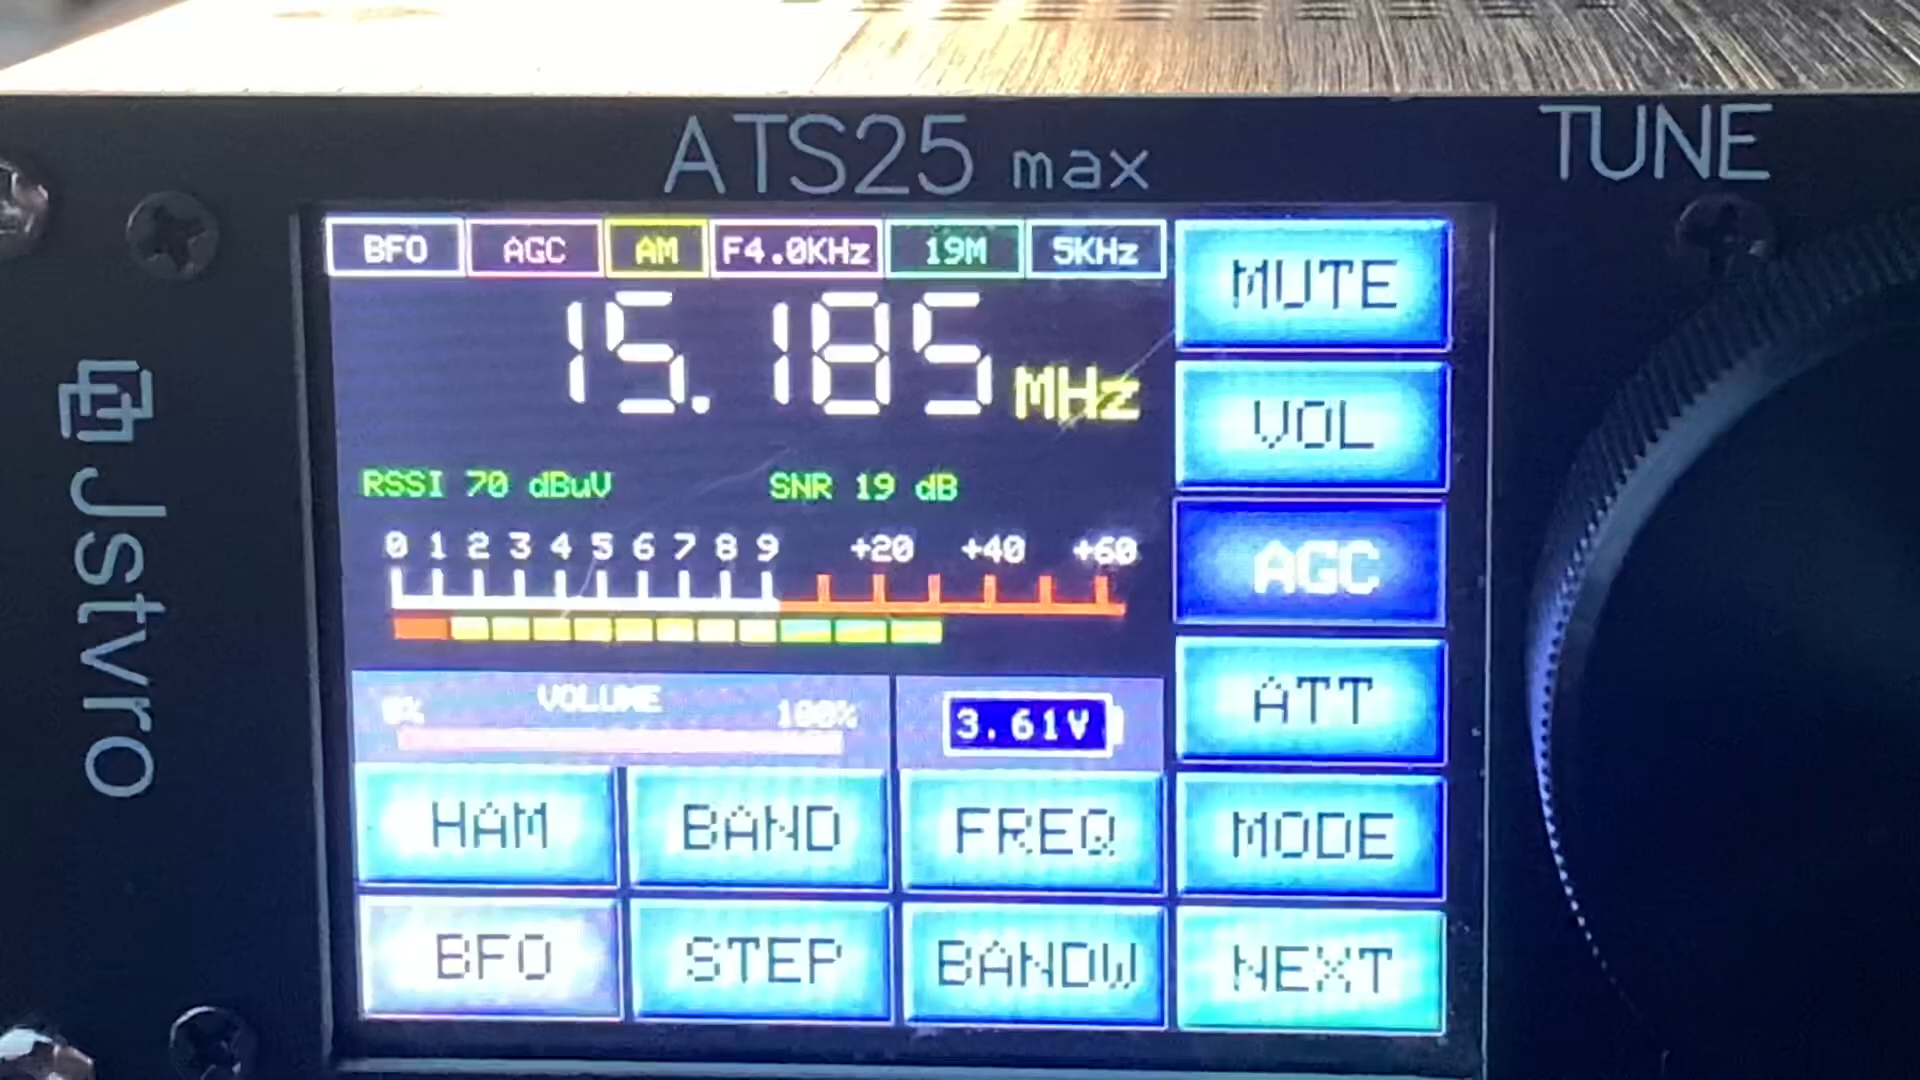 ATS25 max
TUNE
BFO AGC AM F4.0KHz 19M 5KHz
MUTE
15.185 MHz
VOL
RSSI 70 dBuV SNR 19 dB
0 1 2 3 4 5 6 7 8 9 +20 +40 +60
AGC
VOLUME
0% 100%
3.61V
ATT
HAM BAND FREQ MODE
BFO STEP BANDW NEXT
Jstvro